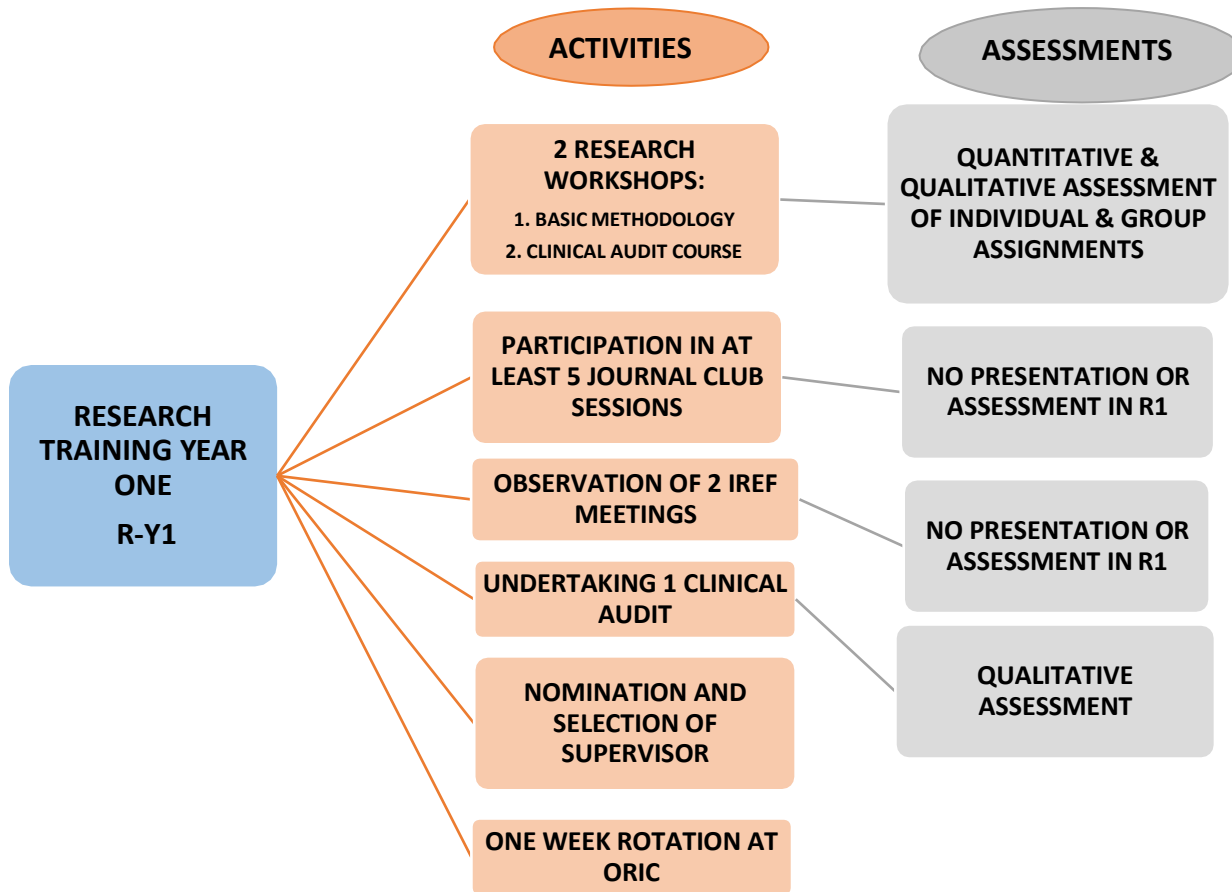 ACTIVITIES
ASSESSMENTS
2 RESEARCH
WORKSHOPS:
1. BASIC METHODOLOGY
2. CLINICAL AUDIT COURSE
QUANTITATIVE &
QUALITATIVE ASSESSMENT
OF INDIVIDUAL & GROUP
ASSIGNMENTS
PARTICIPATION IN AT
LEAST 5 JOURNAL CLUB
SESSIONS
NO PRESENTATION OR
ASSESSMENT IN R1
RESEARCH
TRAINING YEAR
ONE
R-Y1
OBSERVATION OF 2 IREF
MEETINGS
NO PRESENTATION OR
ASSESSMENT IN R1
UNDERTAKING 1 CLINICAL
AUDIT
QUALITATIVE
ASSESSMENT
NOMINATION AND
SELECTION OF
SUPERVISOR
ONE WEEK ROTATION AT
ORIC